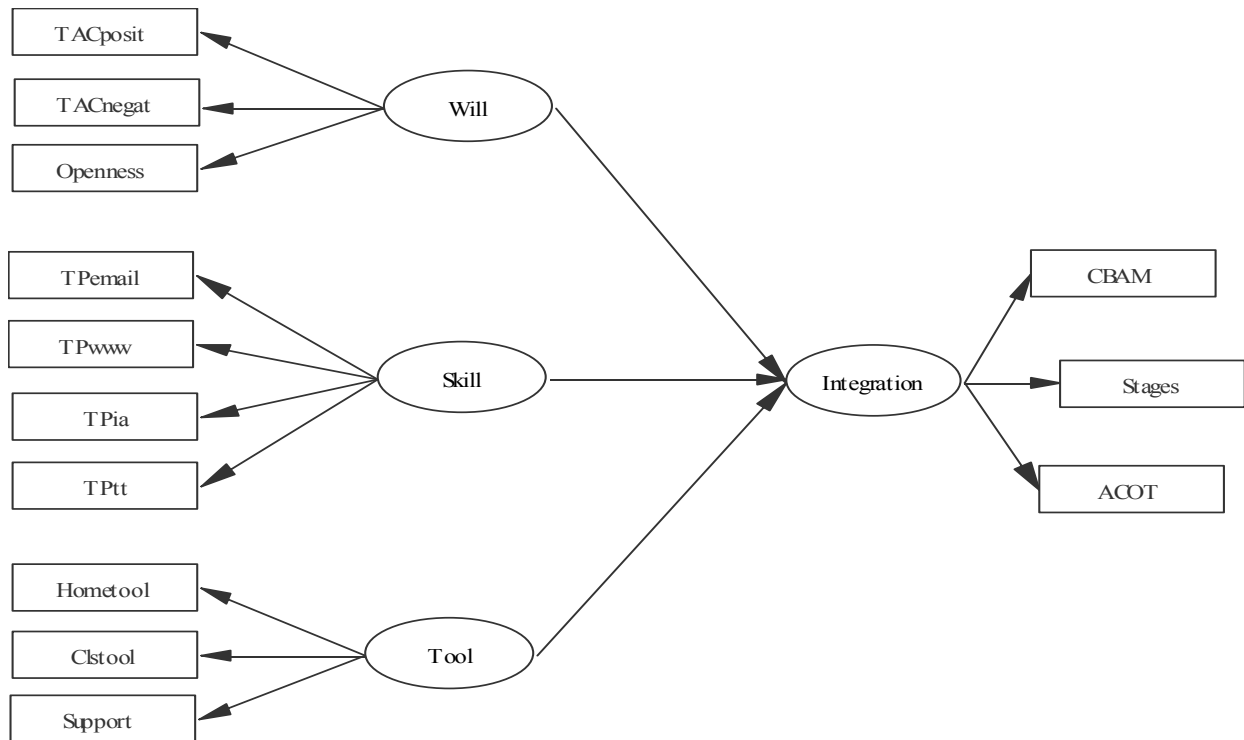 TACposit
TACnegat
Openness
Will
TPemail
TPwww
TPia
TPtt
Skill
Hometool
Clstool
Support
Tool
Integration
CBAM
Stages
ACOT